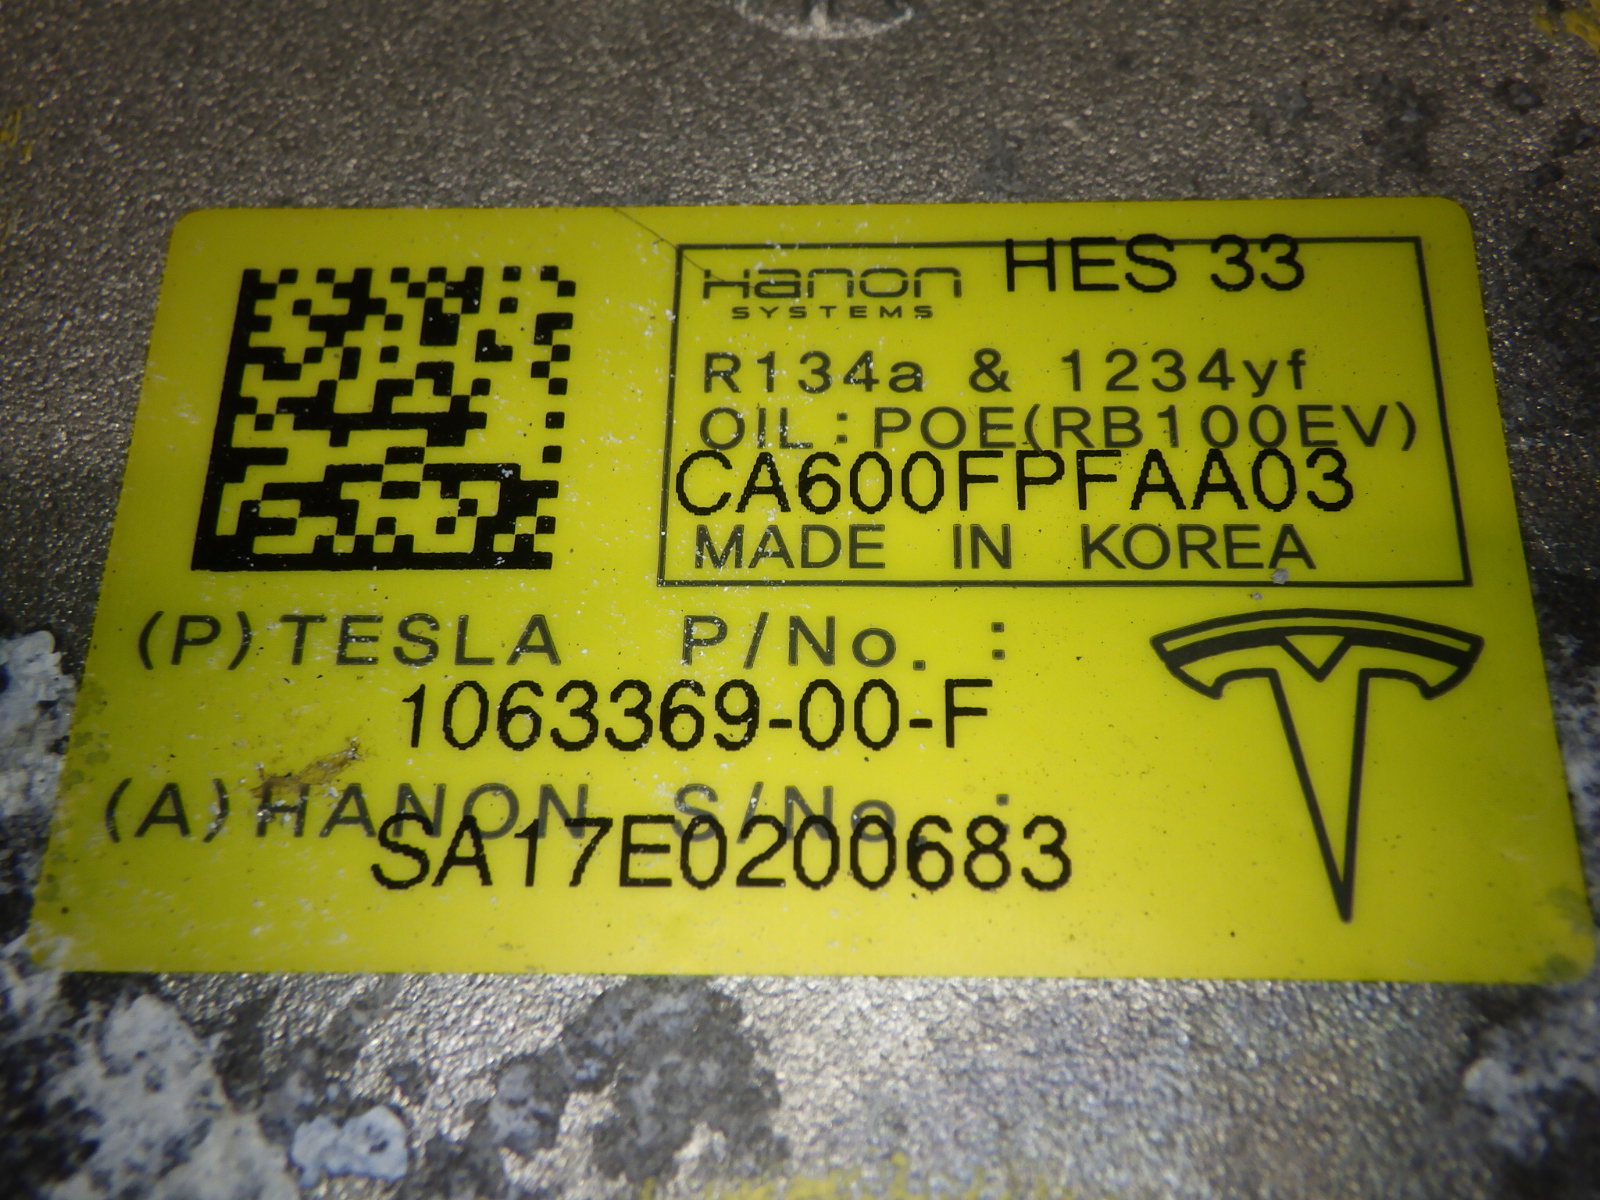 Hanon HES 33
SYSTEMS
R134a & 1234yf
OIL:POE(RB100EV)
CA600FPFAA03
MADE IN KOREA
(P)TESLA P/No. :
1063369-00-F
(A)HANON S/No. :
SA17E0200683